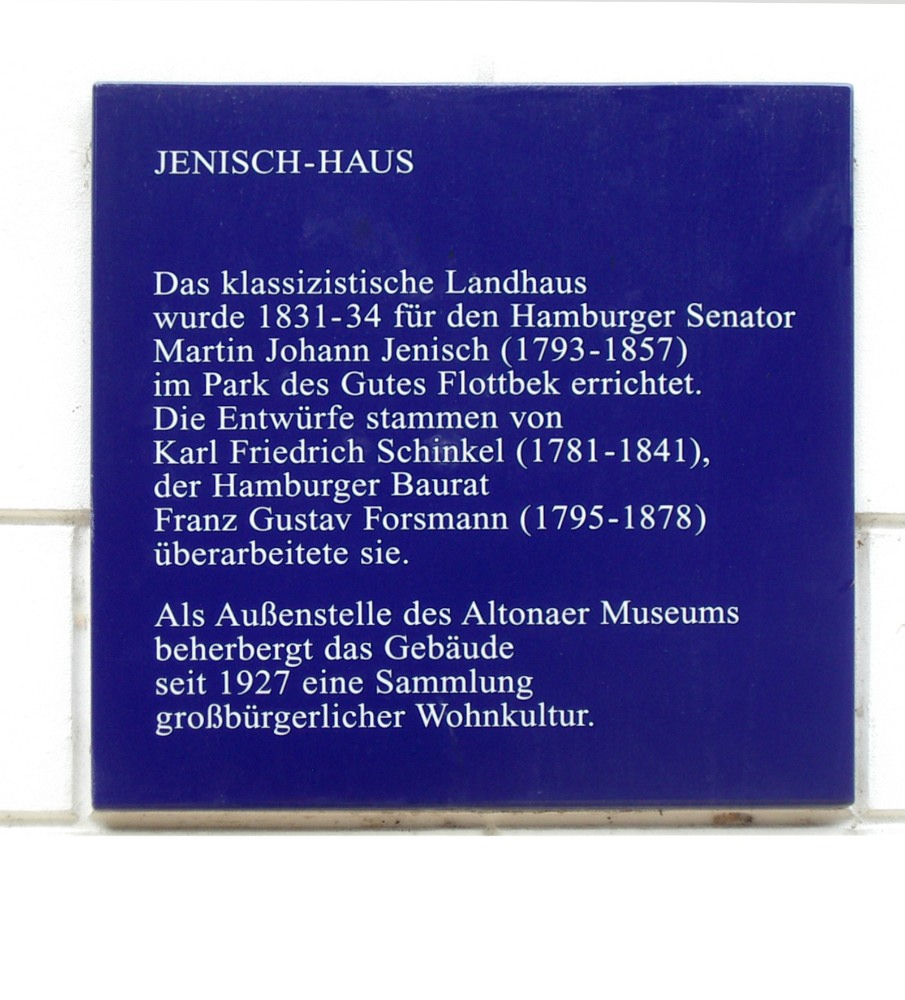 JENISCH-HAUS
Das klassizistische Landhaus
wurde 1831-34 für den Hamburger Senator
Martin Johann Jenisch (1793-1857)
im Park des Gutes Flottbek errichtet.
Die Entwürfe stammen von
Karl Friedrich Schinkel (1781-1841),
der Hamburger Baurat
Franz Gustav Forsmann (1795-1878)
überarbeitete sie.
Als Außenstelle des Altonaer Museums
beherbergt das Gebäude
seit 1927 eine Sammlung
großbürgerlicher Wohnkultur.